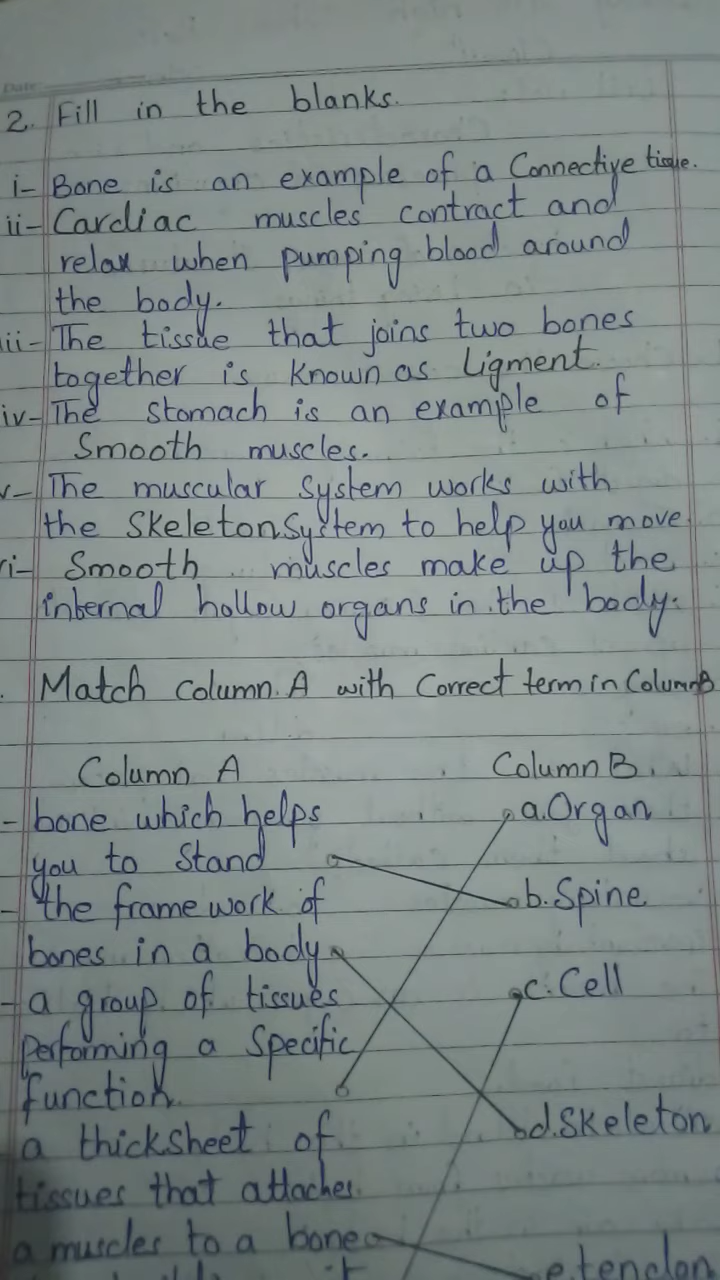 Date
2. Fill in the blanks.
i- Bone is an example of a Connective tissue.
ii- Cardiac muscles contract and
relax when pumping blood around
the body.
ii- The tissue that joins two bones
together is known as Ligment.
iv- The stomach is an example of
Smooth muscles.
v- The muscular system works with
the Skeleton System to help you move
i- Smooth muscles make up the
internal hollow organs in the body.
Match column A with Correct term in Column B
Column A Column B.
- bone which helps a. Organ
you to Stand
- the frame work of b. Spine
bones in a body
- a group of tissues c. Cell
Performing a Specific
function.
a thicksheet of d. Skeleton
tissues that attaches
a muscles to a bone e tendon